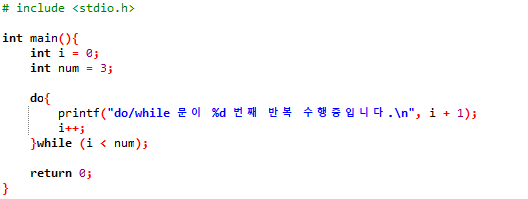 # include <stdio.h>
int main(){
    int i = 0;
    int num = 3;
    do{
        printf("do/while 문이 %d 번째 반복 수행중입니다.\n", i + 1);
        i++;
    }while (i < num);
    return 0;
}